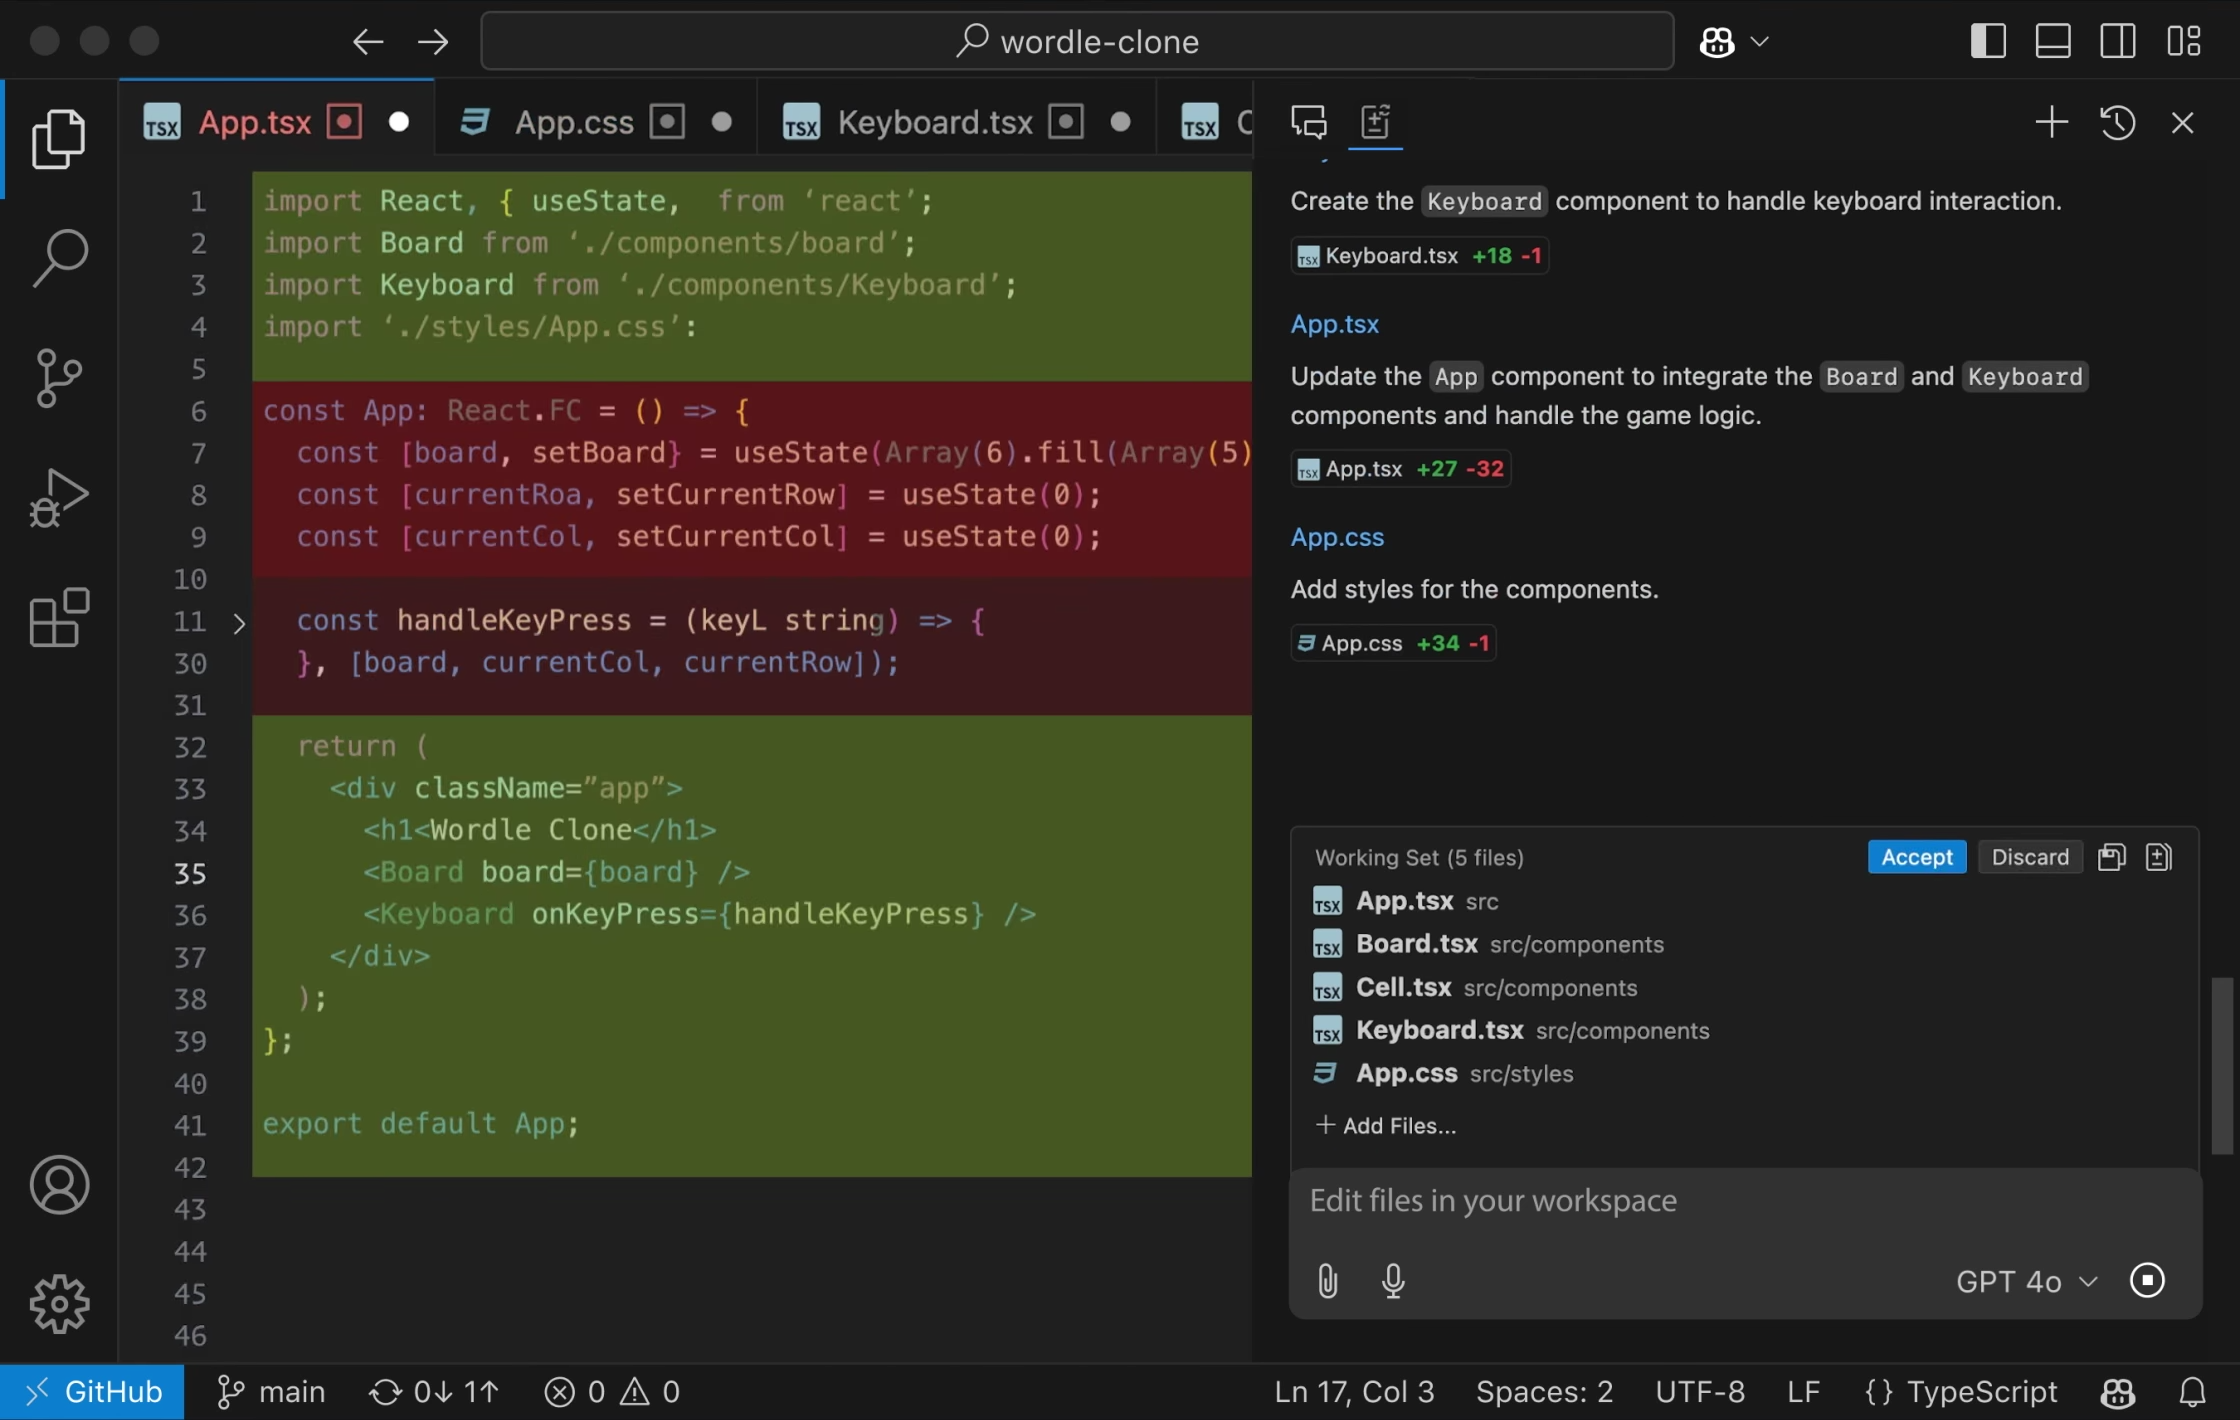 wordle-clone
TSX App.tsx
App.css
TSX Keyboard.tsx
TSX
1 import React, { useState,  from ‘react’;
2 import Board from ‘./components/board’;
3 import Keyboard from ‘./components/Keyboard’;
4 import ‘./styles/App.css’:
5
6 const App: React.FC = () => {
7 const [board, setBoard} = useState(Array(6).fill(Array(5)
8 const [currentRoa, setCurrentRow] = useState(0);
9 const [currentCol, setCurrentCol] = useState(0);
10
11 const handleKeyPress = (keyL string) => {
30 }, [board, currentCol, currentRow]);
31
32 return (
33 <div className=”app”>
34 <h1<Wordle Clone</h1>
35 <Board board={board} />
36 <Keyboard onKeyPress={handleKeyPress} />
37 </div>
38 );
39 };
40
41 export default App;
42
43
44
45
46
Create the Keyboard component to handle keyboard interaction.
TSX Keyboard.tsx +18 -1
App.tsx
Update the App component to integrate the Board and Keyboard
components and handle the game logic.
TSX App.tsx +27 -32
App.css
Add styles for the components.
App.css +34 -1
Working Set (5 files) Accept Discard
TSX App.tsx src
TSX Board.tsx src/components
TSX Cell.tsx src/components
TSX Keyboard.tsx src/components
App.css src/styles
+ Add Files...
Edit files in your workspace
GPT 4o
GitHub main 0↓ 1↑ 0 0 Ln 17, Col 3 Spaces: 2 UTF-8 LF {} TypeScript